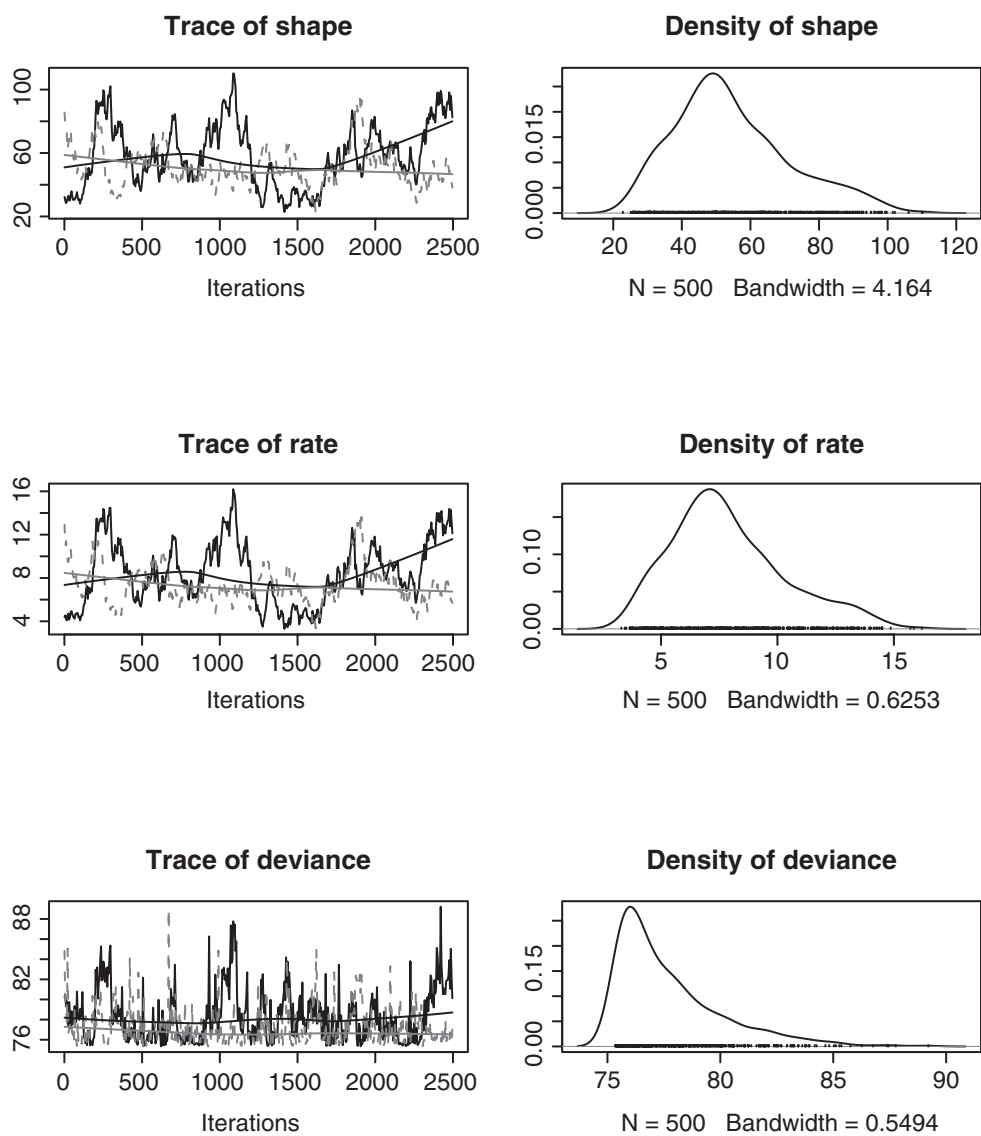 Trace of shape
100
60
20
0 500 1000 1500 2000 2500
Iterations
Density of shape
0.015
0.000
20 40 60 80 100 120
N = 500 Bandwidth = 4.164
Trace of rate
16
12
8
4
0 500 1000 1500 2000 2500
Iterations
Density of rate
0.10
0.00
5 10 15
N = 500 Bandwidth = 0.6253
Trace of deviance
88
82
76
0 500 1000 1500 2000 2500
Iterations
Density of deviance
0.15
0.00
75 80 85 90
N = 500 Bandwidth = 0.5494